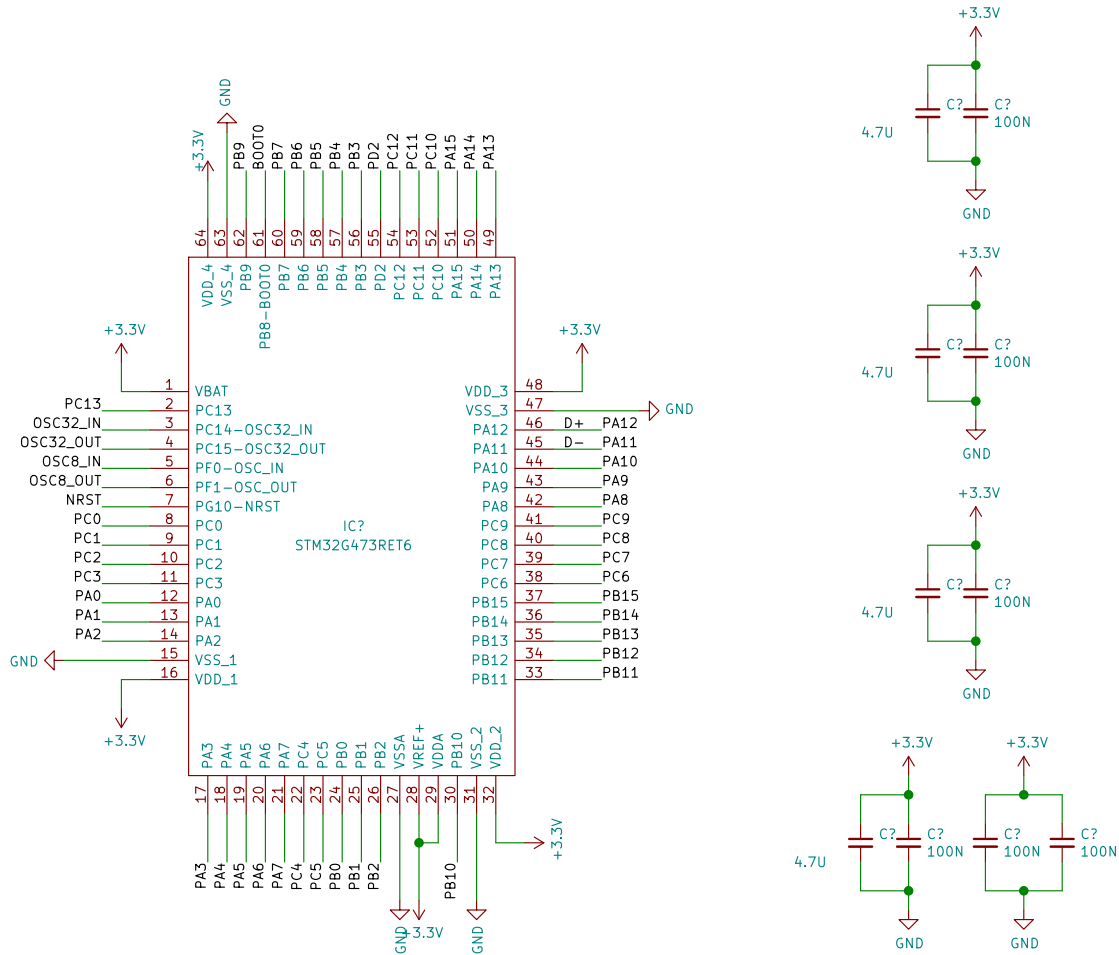 +3.3V
GND
PB9
BOOT0
PB7
PB6
PB5
PB4
PB3
PD2
PC12
PC11
PC10
PA15
PA14
PA13
64
63
62
61
60
59
58
57
56
55
54
53
52
51
50
49
VDD_4
VSS_4
PB9
PB8-BOOT0
PB7
PB6
PB5
PB4
PB3
PD2
PC12
PC11
PC10
PA15
PA14
PA13
+3.3V
1 VBAT
PC13 2 PC13
OSC32_IN 3 PC14-OSC32_IN
OSC32_OUT 4 PC15-OSC32_OUT
OSC8_IN 5 PF0-OSC_IN
OSC8_OUT 6 PF1-OSC_OUT
NRST 7 PG10-NRST
PC0 8 PC0
PC1 9 PC1
PC2 10 PC2
PC3 11 PC3
PA0 12 PA0
PA1 13 PA1
PA2 14 PA2
GND 15 VSS_1
16 VDD_1
+3.3V
IC?
STM32G473RET6
+3.3V
VDD_3 48
VSS_3 47 GND
PA12 46 D+ PA12
PA11 45 D- PA11
PA10 44 PA10
PA9 43 PA9
PA8 42 PA8
PC9 41 PC9
PC8 40 PC8
PC7 39 PC7
PC6 38 PC6
PB15 37 PB15
PB14 36 PB14
PB13 35 PB13
PB12 34 PB12
PB11 33 PB11
PA3
PA4
PA5
PA6
PA7
PC4
PC5
PB0
PB1
PB2
VSSA
VREF+
VDDA
PB10
VSS_2
VDD_2
17
18
19
20
21
22
23
24
25
26
27
28
29
30
31
32
PA3
PA4
PA5
PA6
PA7
PC4
PC5
PB0
PB1
PB2
GND
+3.3V
PB10
GND
+3.3V
+3.3V
C? C?
4.7U 100N
GND
+3.3V
C? C?
4.7U 100N
GND
+3.3V
C? C?
4.7U 100N
GND
+3.3V +3.3V
C? C? C? C?
4.7U 100N 100N 100N
GND GND